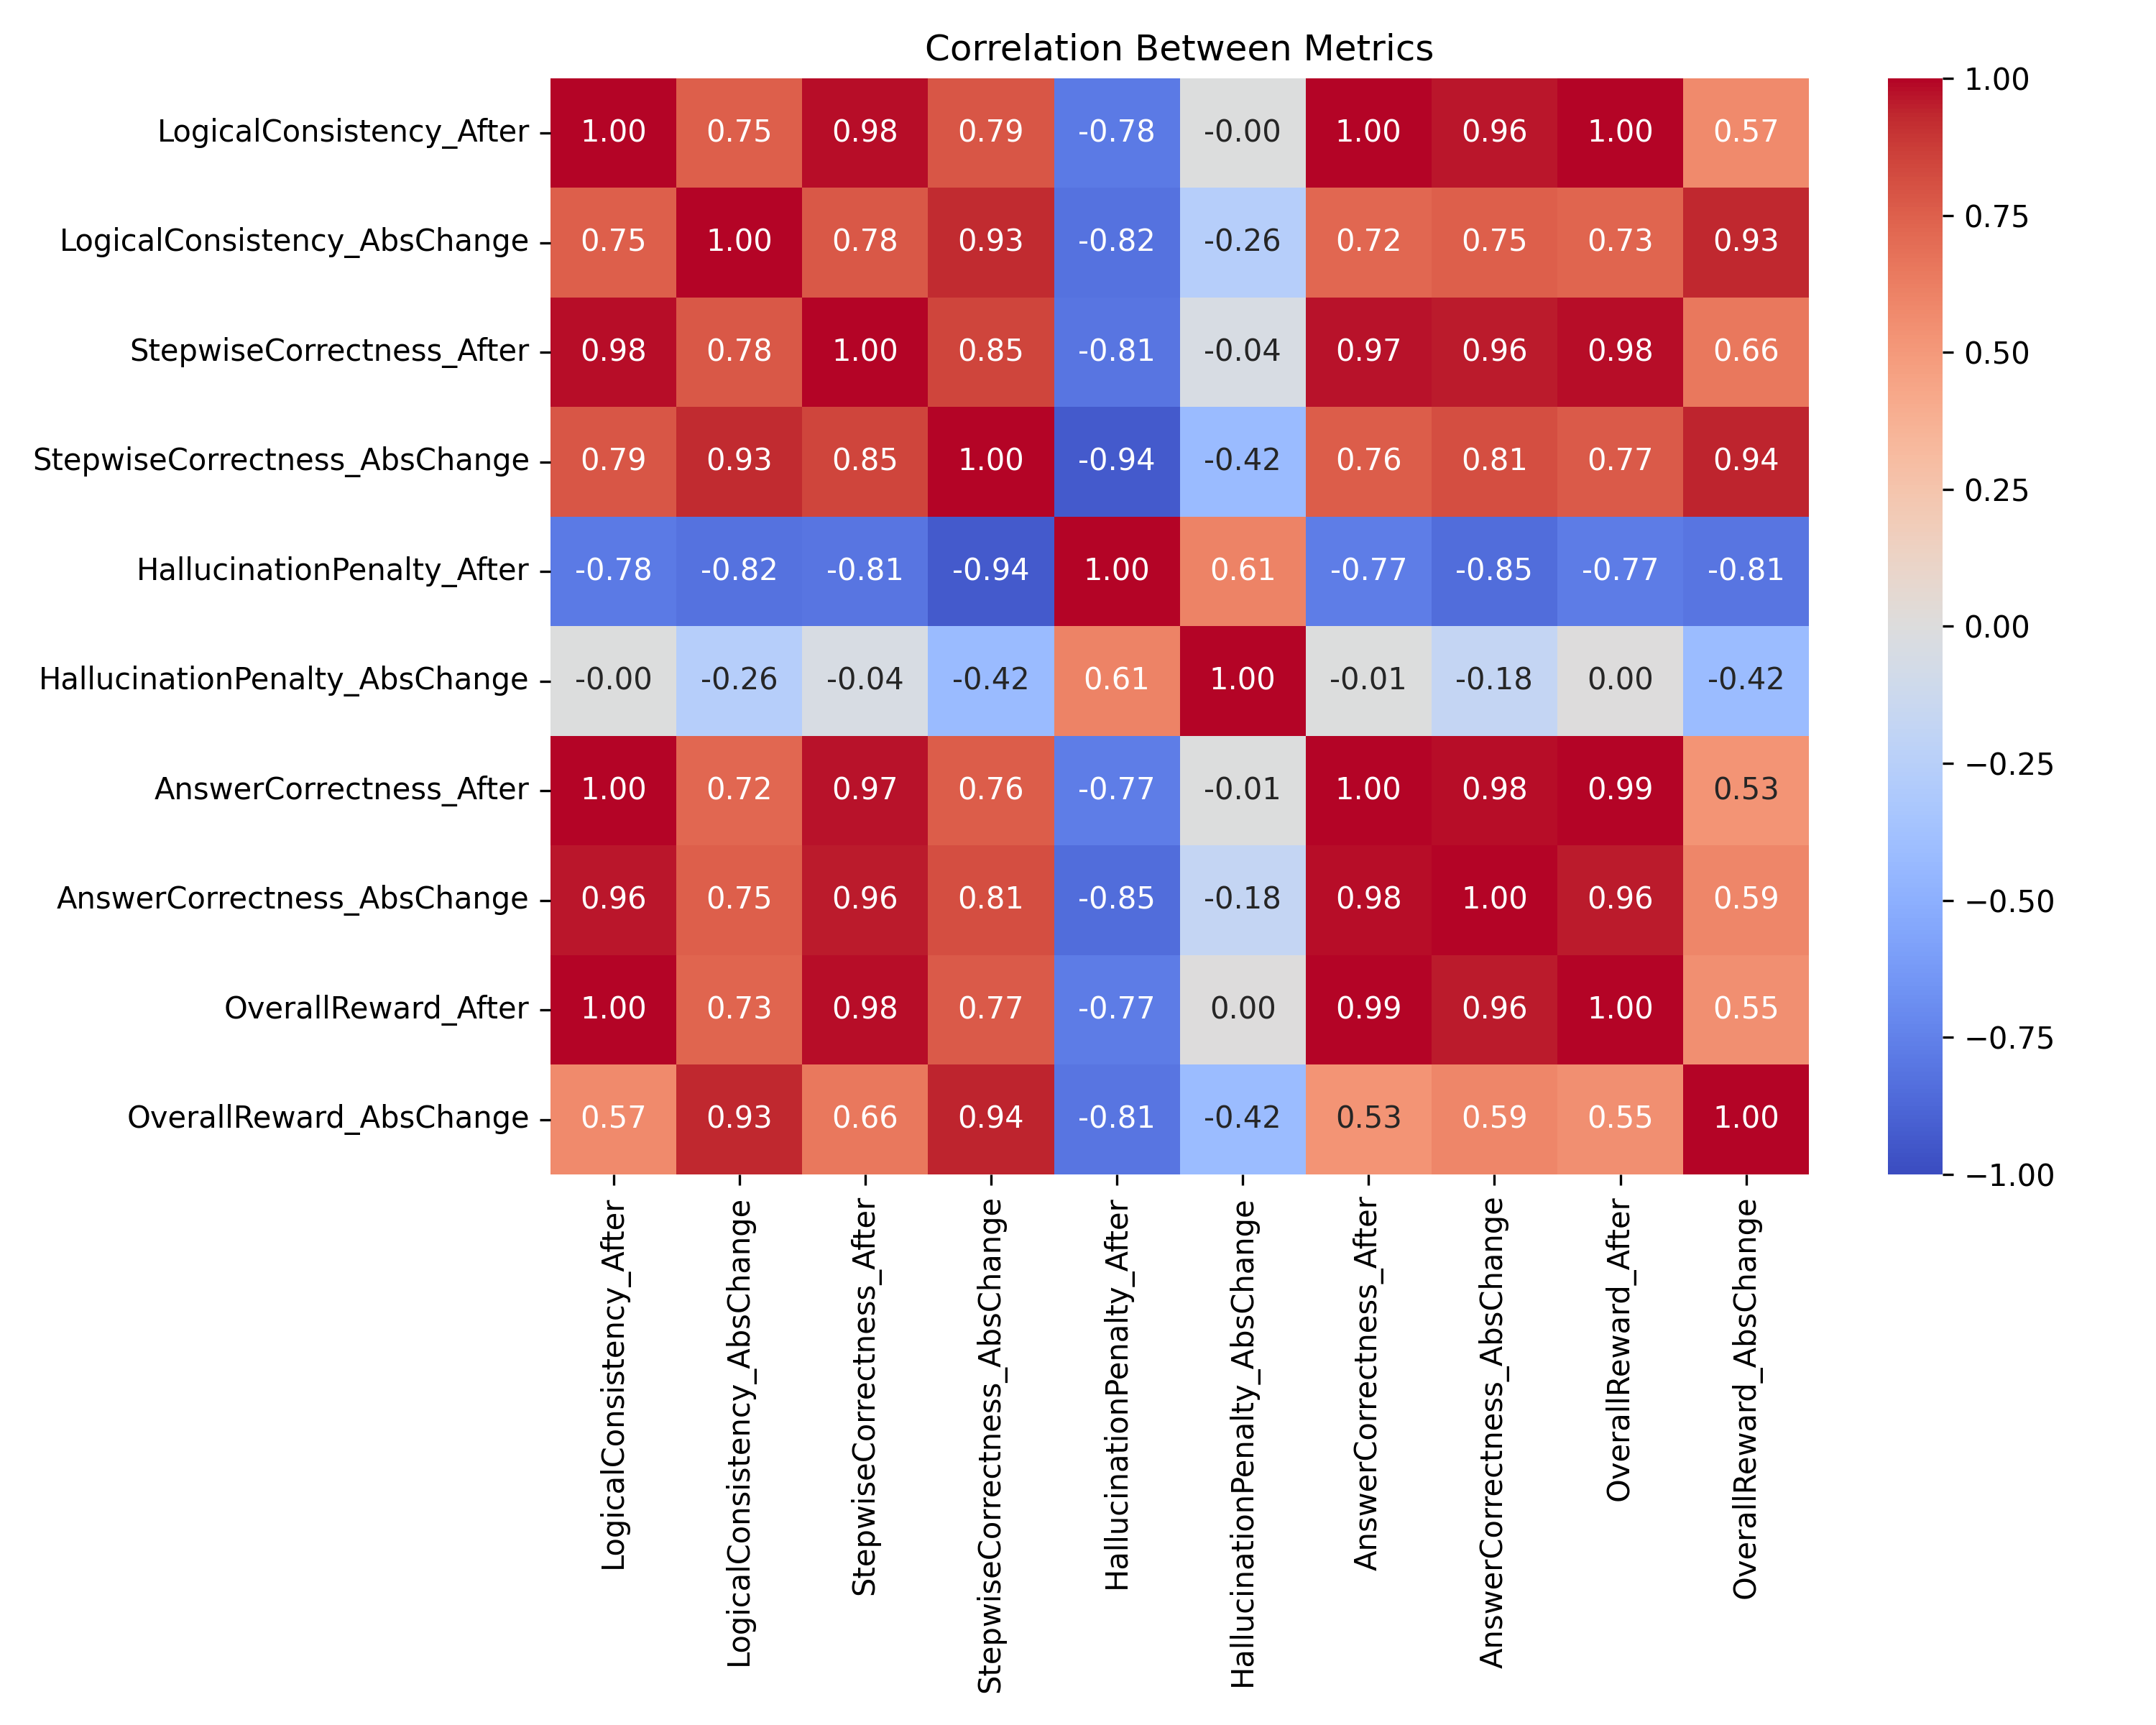 Correlation Between Metrics
LogicalConsistency_After 1.00 0.75 0.98 0.79 -0.78 -0.00 1.00 0.96 1.00 0.57
LogicalConsistency_AbsChange 0.75 1.00 0.78 0.93 -0.82 -0.26 0.72 0.75 0.73 0.93
StepwiseCorrectness_After 0.98 0.78 1.00 0.85 -0.81 -0.04 0.97 0.96 0.98 0.66
StepwiseCorrectness_AbsChange 0.79 0.93 0.85 1.00 -0.94 -0.42 0.76 0.81 0.77 0.94
HallucinationPenalty_After -0.78 -0.82 -0.81 -0.94 1.00 0.61 -0.77 -0.85 -0.77 -0.81
HallucinationPenalty_AbsChange -0.00 -0.26 -0.04 -0.42 0.61 1.00 -0.01 -0.18 0.00 -0.42
AnswerCorrectness_After 1.00 0.72 0.97 0.76 -0.77 -0.01 1.00 0.98 0.99 0.53
AnswerCorrectness_AbsChange 0.96 0.75 0.96 0.81 -0.85 -0.18 0.98 1.00 0.96 0.59
OverallReward_After 1.00 0.73 0.98 0.77 -0.77 0.00 0.99 0.96 1.00 0.55
OverallReward_AbsChange 0.57 0.93 0.66 0.94 -0.81 -0.42 0.53 0.59 0.55 1.00
LogicalConsistency_After
LogicalConsistency_AbsChange
StepwiseCorrectness_After
StepwiseCorrectness_AbsChange
HallucinationPenalty_After
HallucinationPenalty_AbsChange
AnswerCorrectness_After
AnswerCorrectness_AbsChange
OverallReward_After
OverallReward_AbsChange
1.00
0.75
0.50
0.25
0.00
−0.25
−0.50
−0.75
−1.00